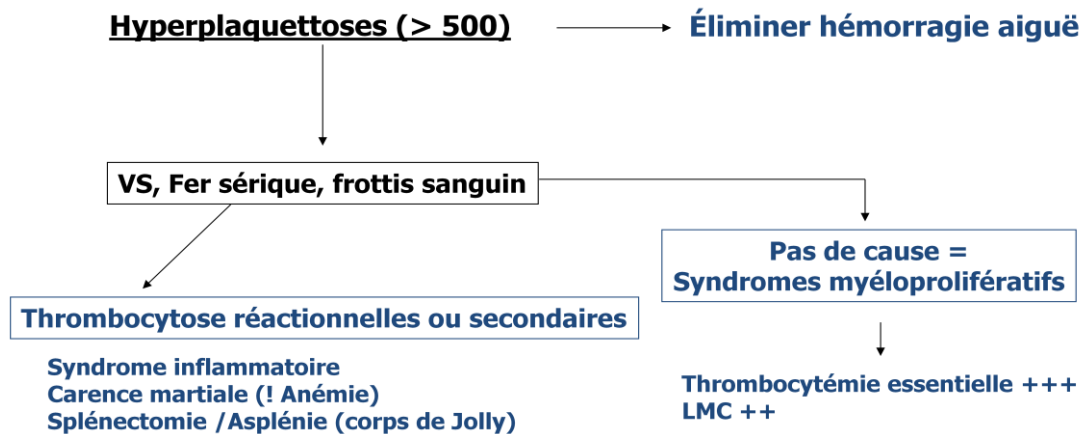 Hyperplaquettoses (> 500)
Éliminer hémorragie aiguë
VS, Fer sérique, frottis sanguin
Pas de cause =
Syndromes myéloprolifératifs
Thrombocytose réactionnelles ou secondaires
Syndrome inflammatoire
Carence martiale (! Anémie)
Splénectomie /Asplénie (corps de Jolly)
Thrombocytémie essentielle +++
LMC ++